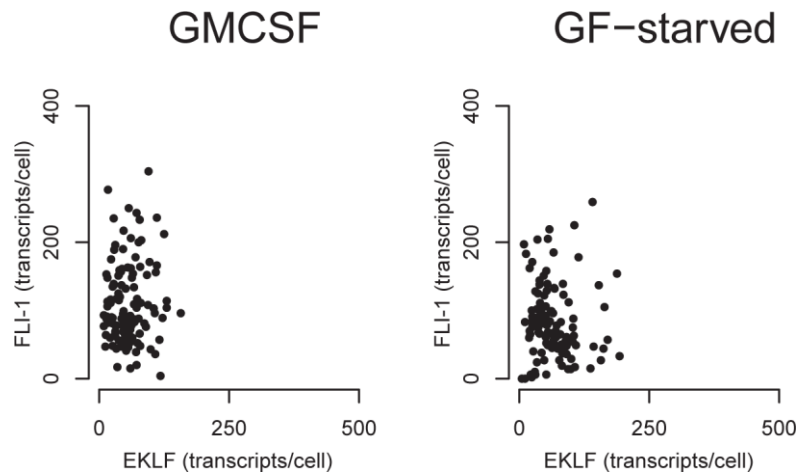 GMCSF
GF−starved
FLI-1 (transcripts/cell)
400
200
0
0
250
500
EKLF (transcripts/cell)
FLI-1 (transcripts/cell)
400
200
0
0
250
500
EKLF (transcripts/cell)